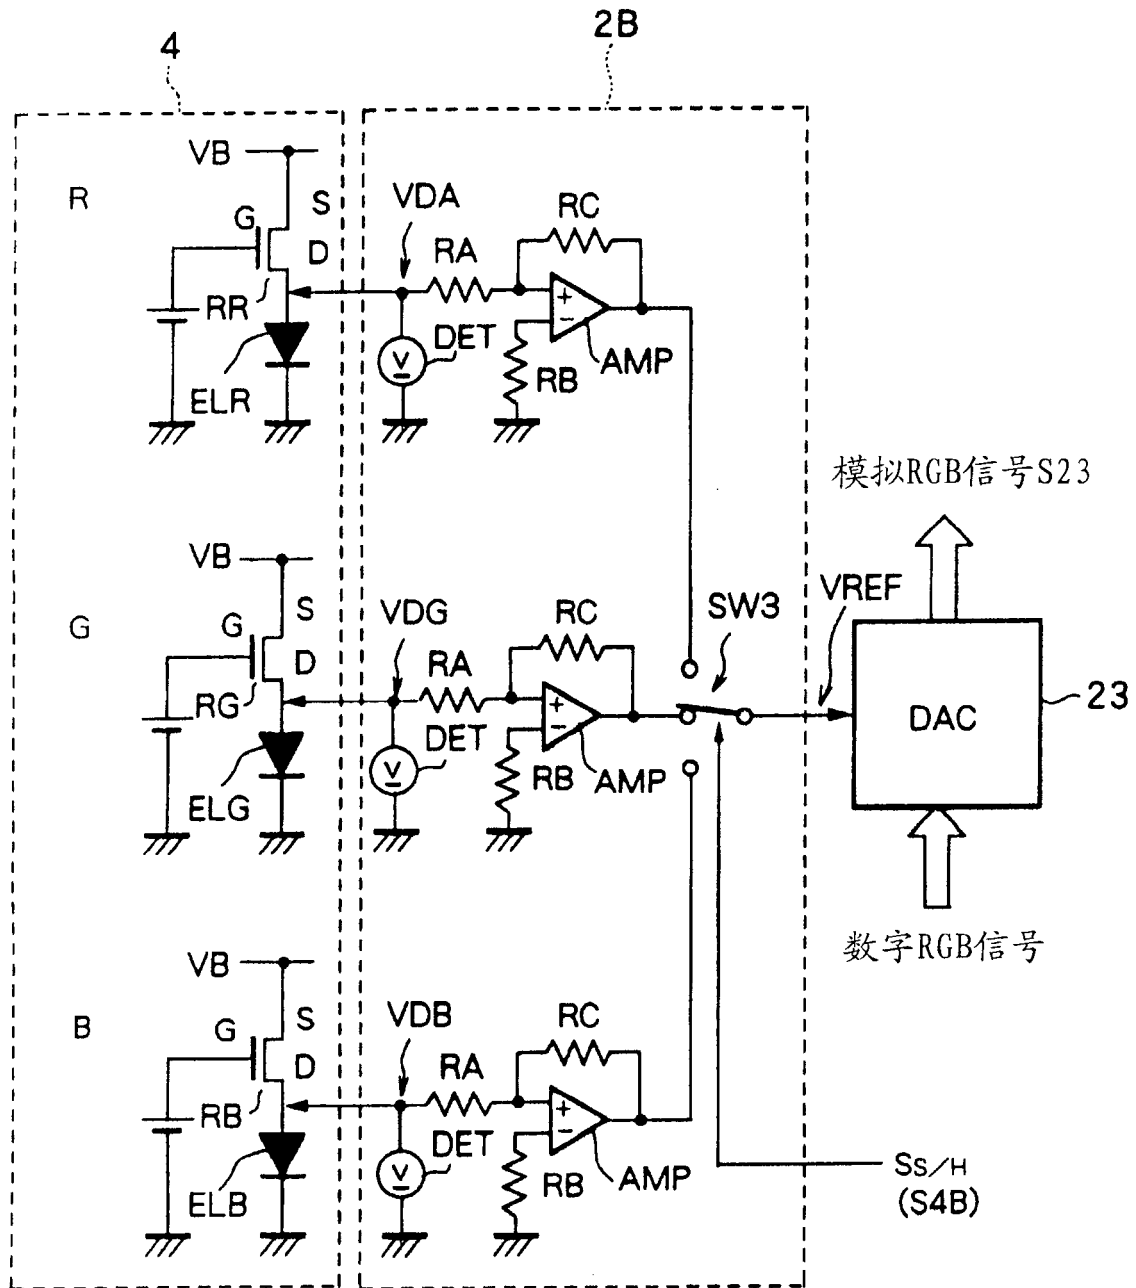 4
2B
VB
R
G
S
D
RR
ELR
VDA
RA
RC
DET
RB
AMP
+
−
V
模拟RGB信号S23
VB
G
G
S
D
RG
ELG
VDG
RA
RC
DET
RB
AMP
+
−
V
SW3
VREF
DAC
23
数字RGB信号
VB
B
G
S
D
RB
ELB
VDB
RA
RC
DET
RB
AMP
+
−
V
SS/H
(S4B)